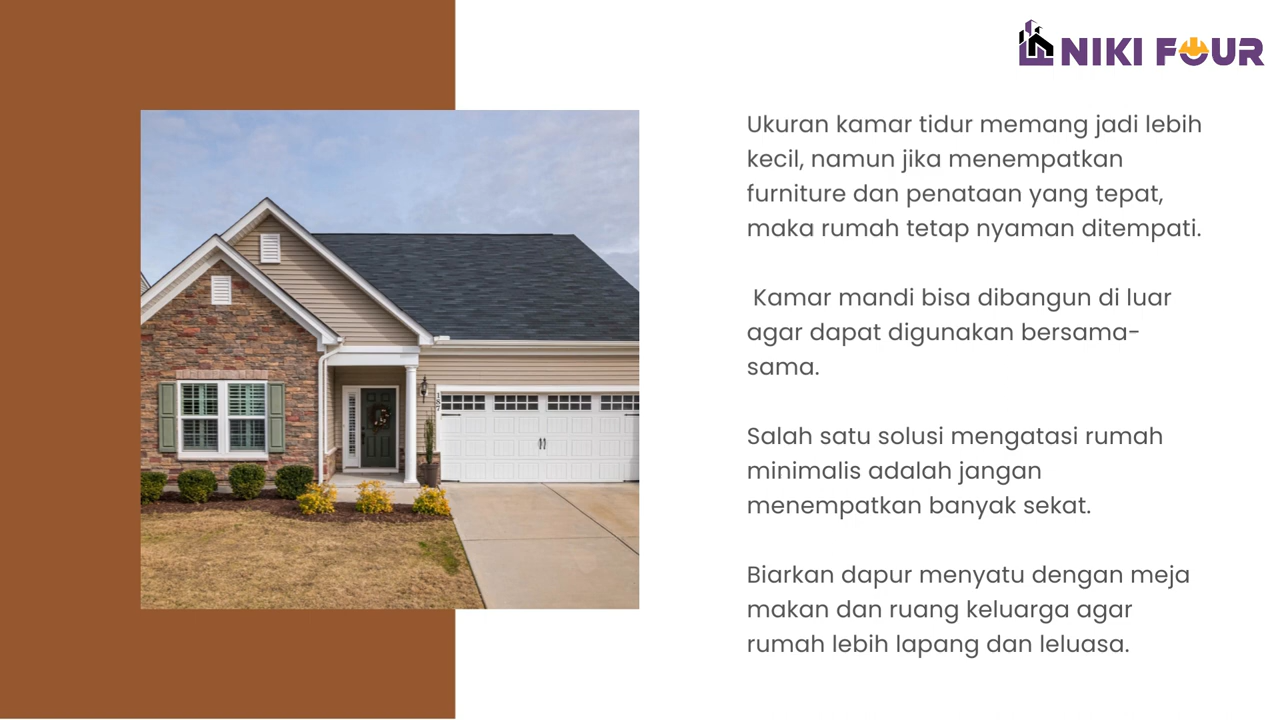 NIKI FOUR
Ukuran kamar tidur memang jadi lebih
kecil, namun jika menempatkan
furniture dan penataan yang tepat,
maka rumah tetap nyaman ditempati.
Kamar mandi bisa dibangun di luar
agar dapat digunakan bersama-
sama.
Salah satu solusi mengatasi rumah
minimalis adalah jangan
menempatkan banyak sekat.
Biarkan dapur menyatu dengan meja
makan dan ruang keluarga agar
rumah lebih lapang dan leluasa.
187